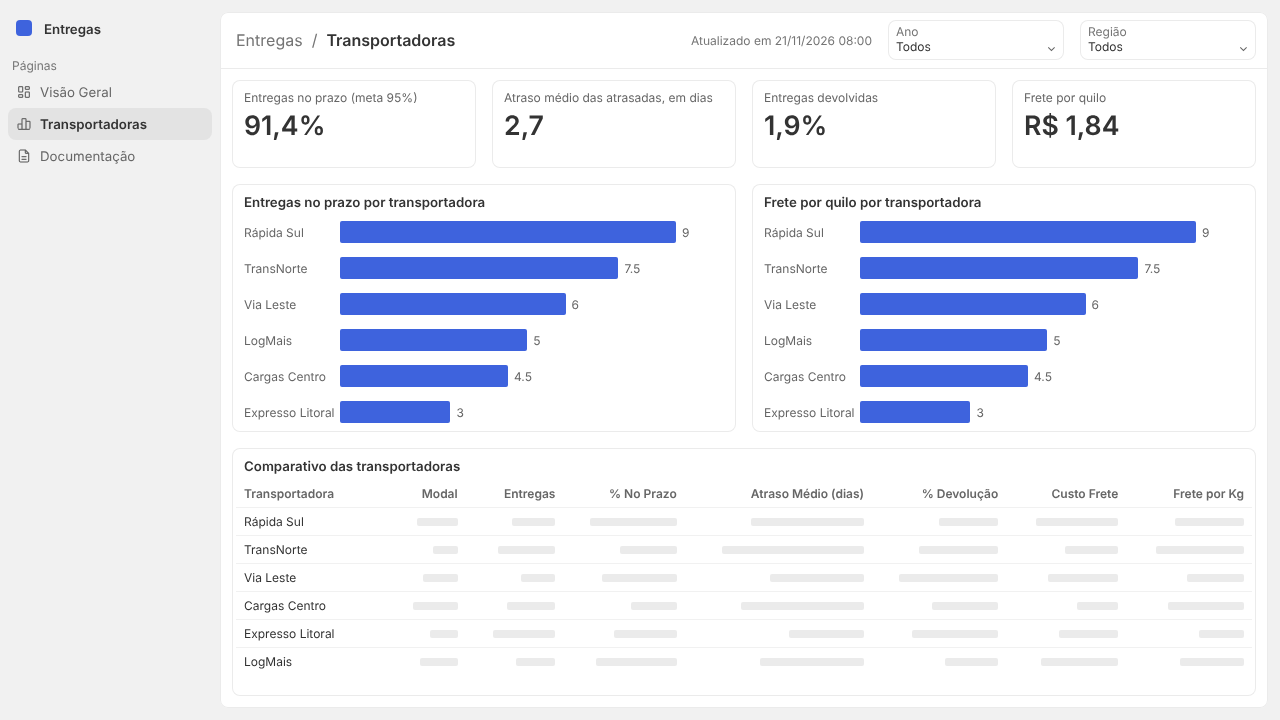 Entregas
Páginas
Visão Geral
Transportadoras
Documentação
Entregas / Transportadoras
Atualizado em 21/11/2026 08:00
Ano
Todos
Região
Todos
Entregas no prazo (meta 95%)
91,4%
Atraso médio das atrasadas, em dias
2,7
Entregas devolvidas
1,9%
Frete por quilo
R$ 1,84
Entregas no prazo por transportadora
Rápida Sul 9
TransNorte 7.5
Via Leste 6
LogMais 5
Cargas Centro 4.5
Expresso Litoral 3
Frete por quilo por transportadora
Rápida Sul 9
TransNorte 7.5
Via Leste 6
LogMais 5
Cargas Centro 4.5
Expresso Litoral 3
Comparativo das transportadoras
Transportadora Modal Entregas % No Prazo Atraso Médio (dias) % Devolução Custo Frete Frete por Kg
Rápida Sul
TransNorte
Via Leste
Cargas Centro
Expresso Litoral
LogMais